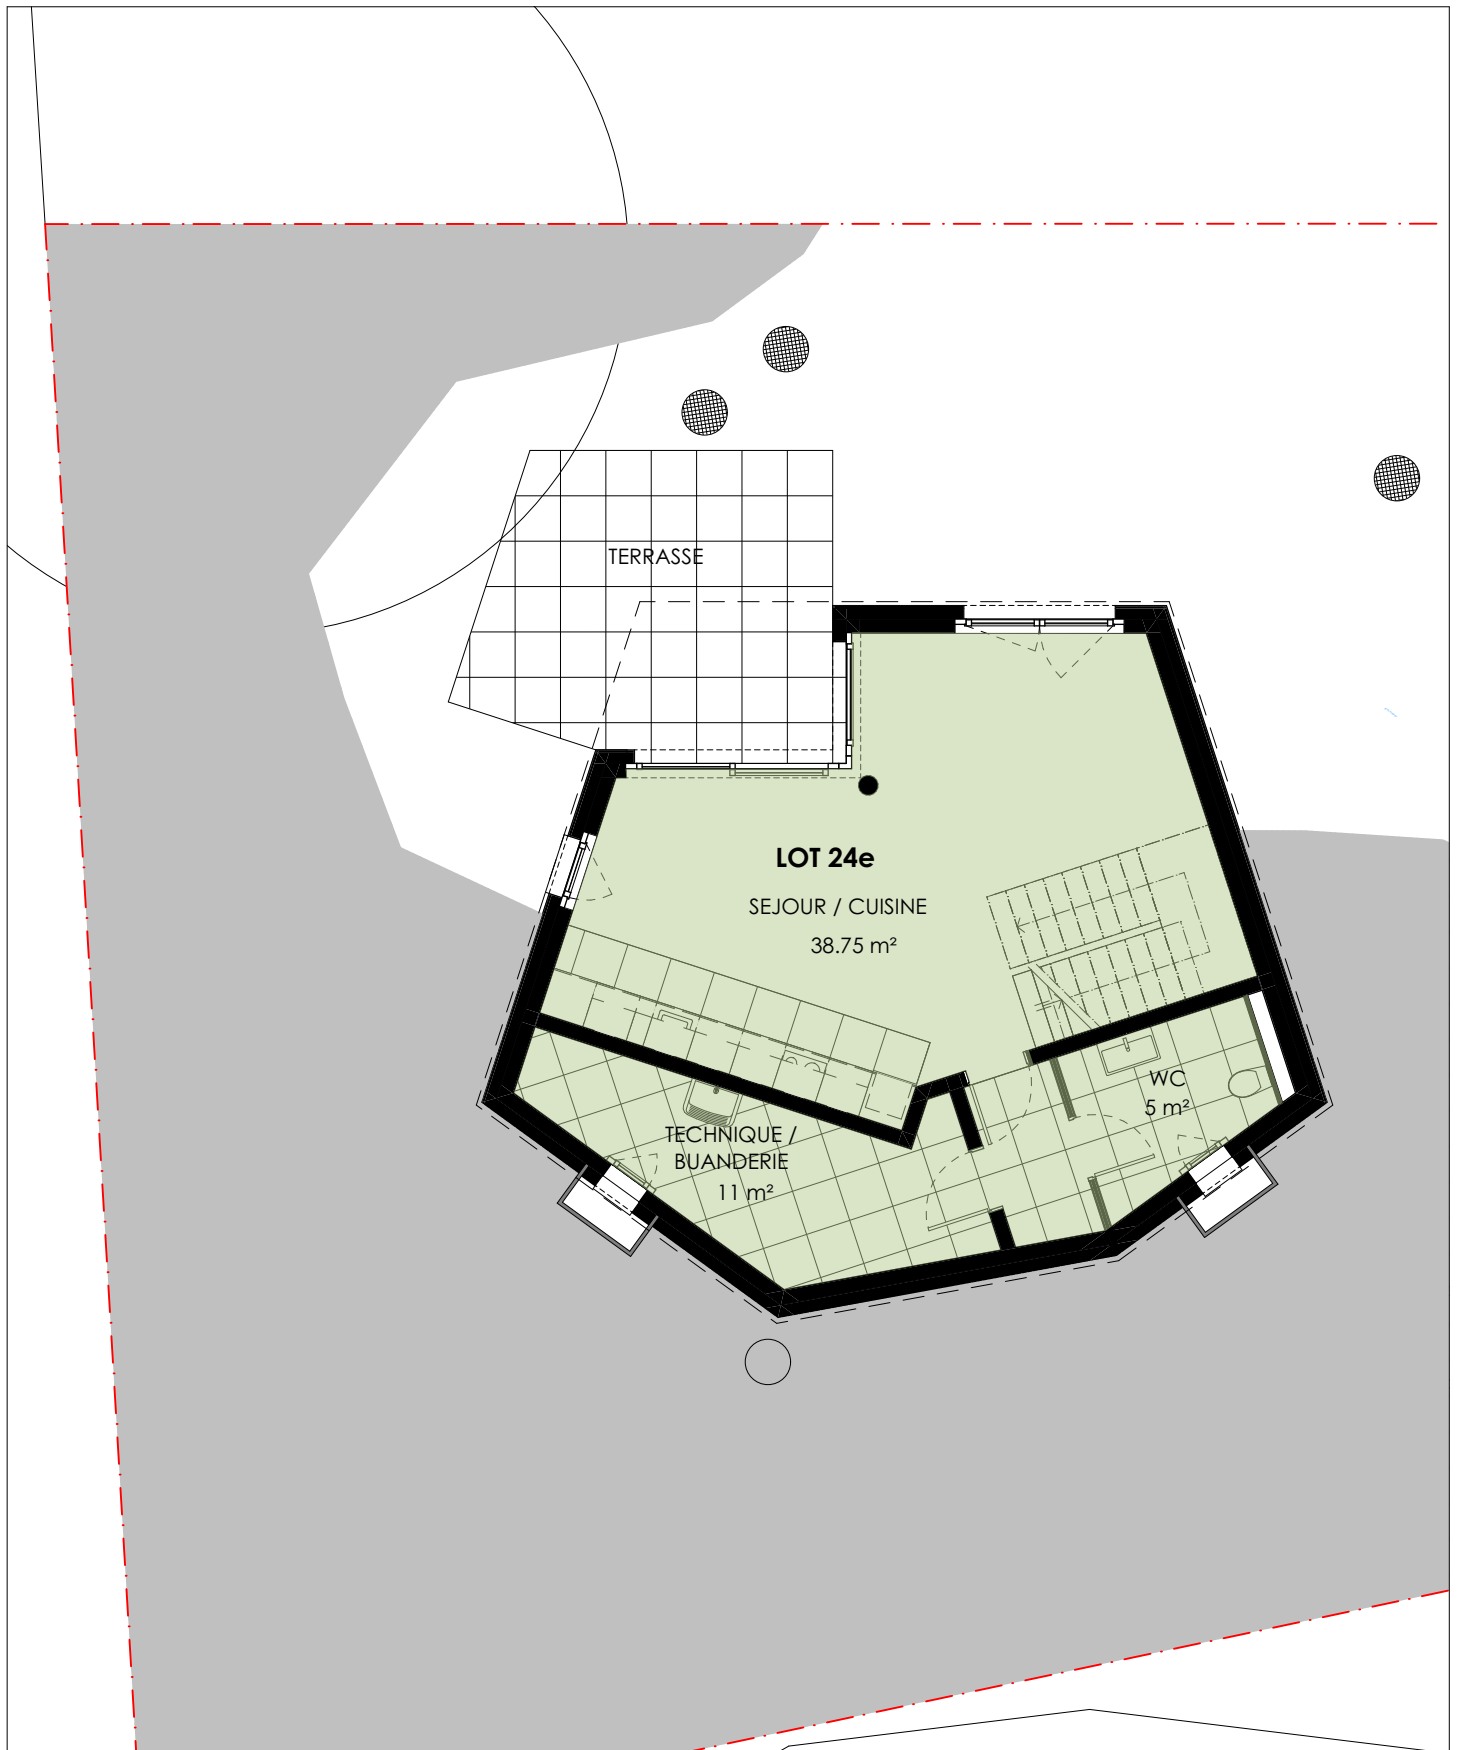 TERRASSE
LOT 24e
SEJOUR / CUISINE
38.75 m²
WC
5 m²
TECHNIQUE /
BUANDERIE
11 m²